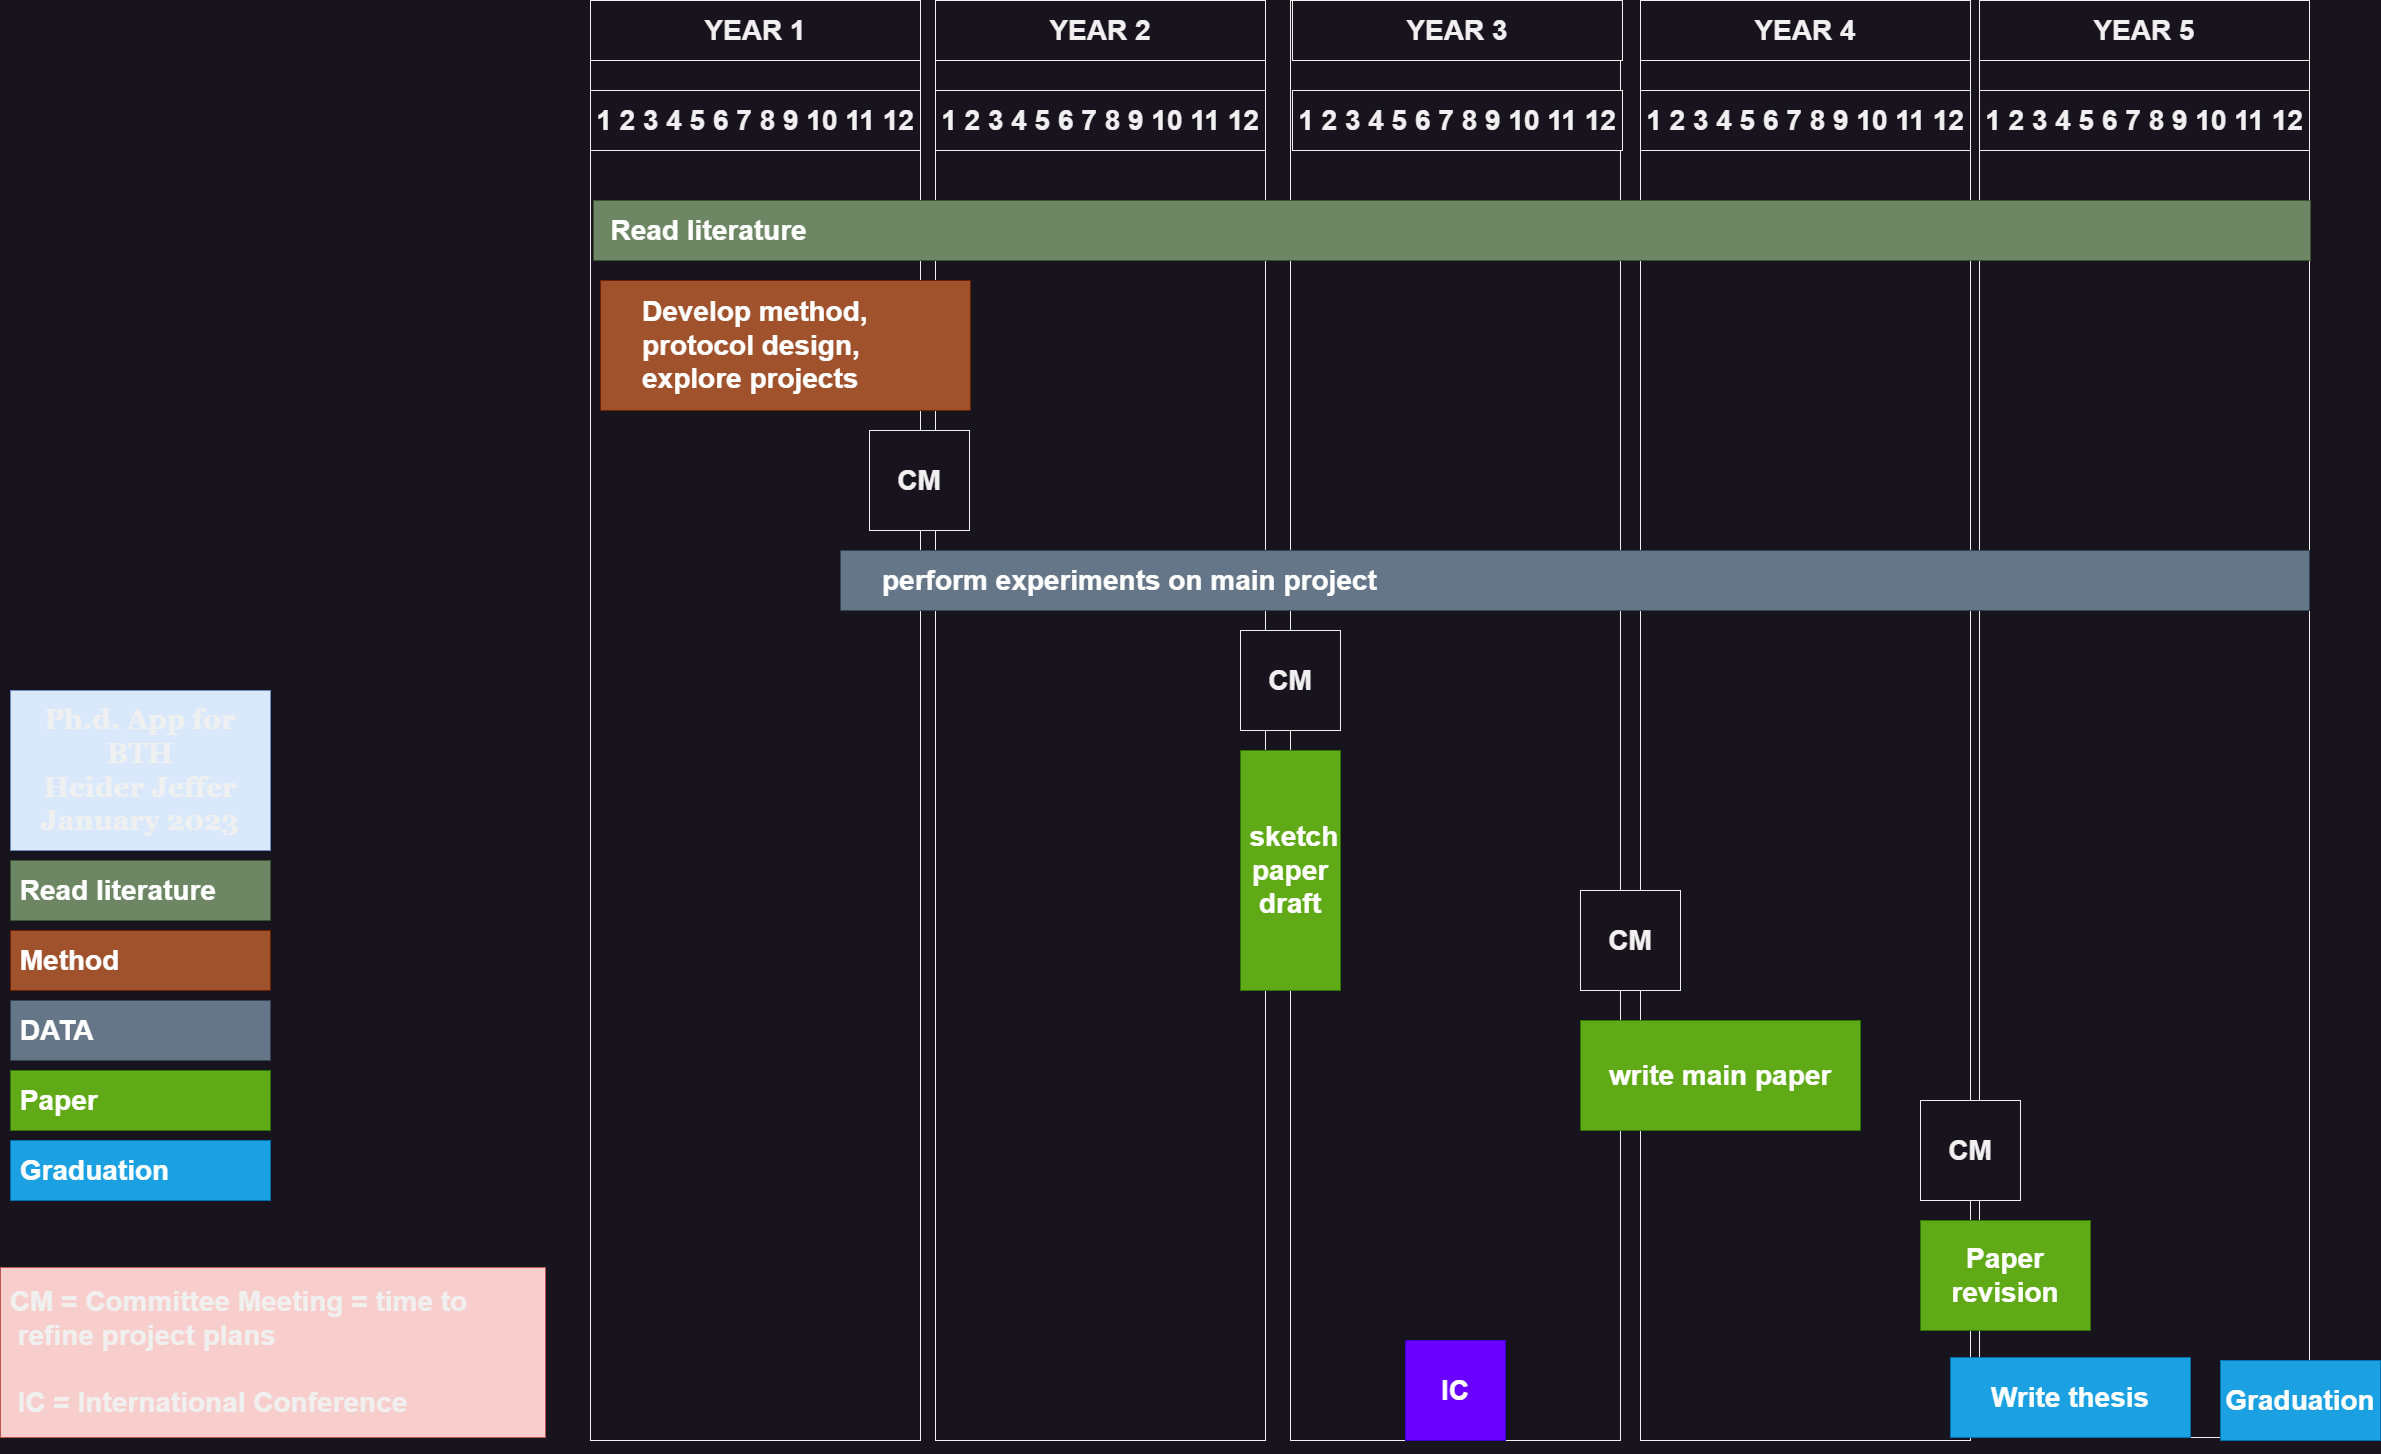 YEAR 1
YEAR 2
YEAR 3
YEAR 4
YEAR 5
1 2 3 4 5 6 7 8 9 10 11 12
1 2 3 4 5 6 7 8 9 10 11 12
1 2 3 4 5 6 7 8 9 10 11 12
1 2 3 4 5 6 7 8 9 10 11 12
1 2 3 4 5 6 7 8 9 10 11 12
Read literature
Develop method,
protocol design,
explore projects
CM
perform experiments on main project
CM
sketch
paper
draft
CM
write main paper
CM
Paper
revision
IC
Write thesis
Graduation
Ph.d. App for
BTH
Heider Jeffer
January 2023
Read literature
Method
DATA
Paper
Graduation
CM = Committee Meeting = time to
refine project plans
IC = International Conference